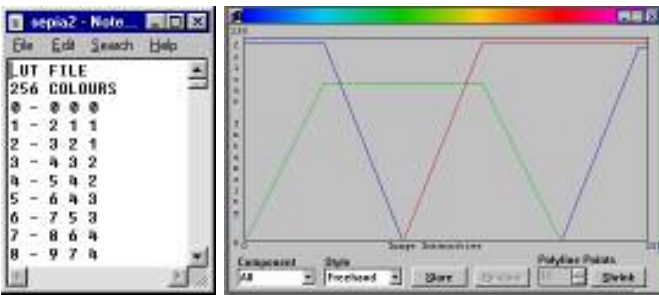 sepia2 - Note...
File Edit Search Help
LUT FILE
256 COLOURS
0 - 0 0 0
1 - 2 1 1
2 - 3 2 1
3 - 4 3 2
4 - 5 4 2
5 - 6 4 3
6 - 7 5 3
7 - 8 6 4
8 - 9 7 4
Image Intensities
Component Style Polyline Points
All Freehand Store Shrink